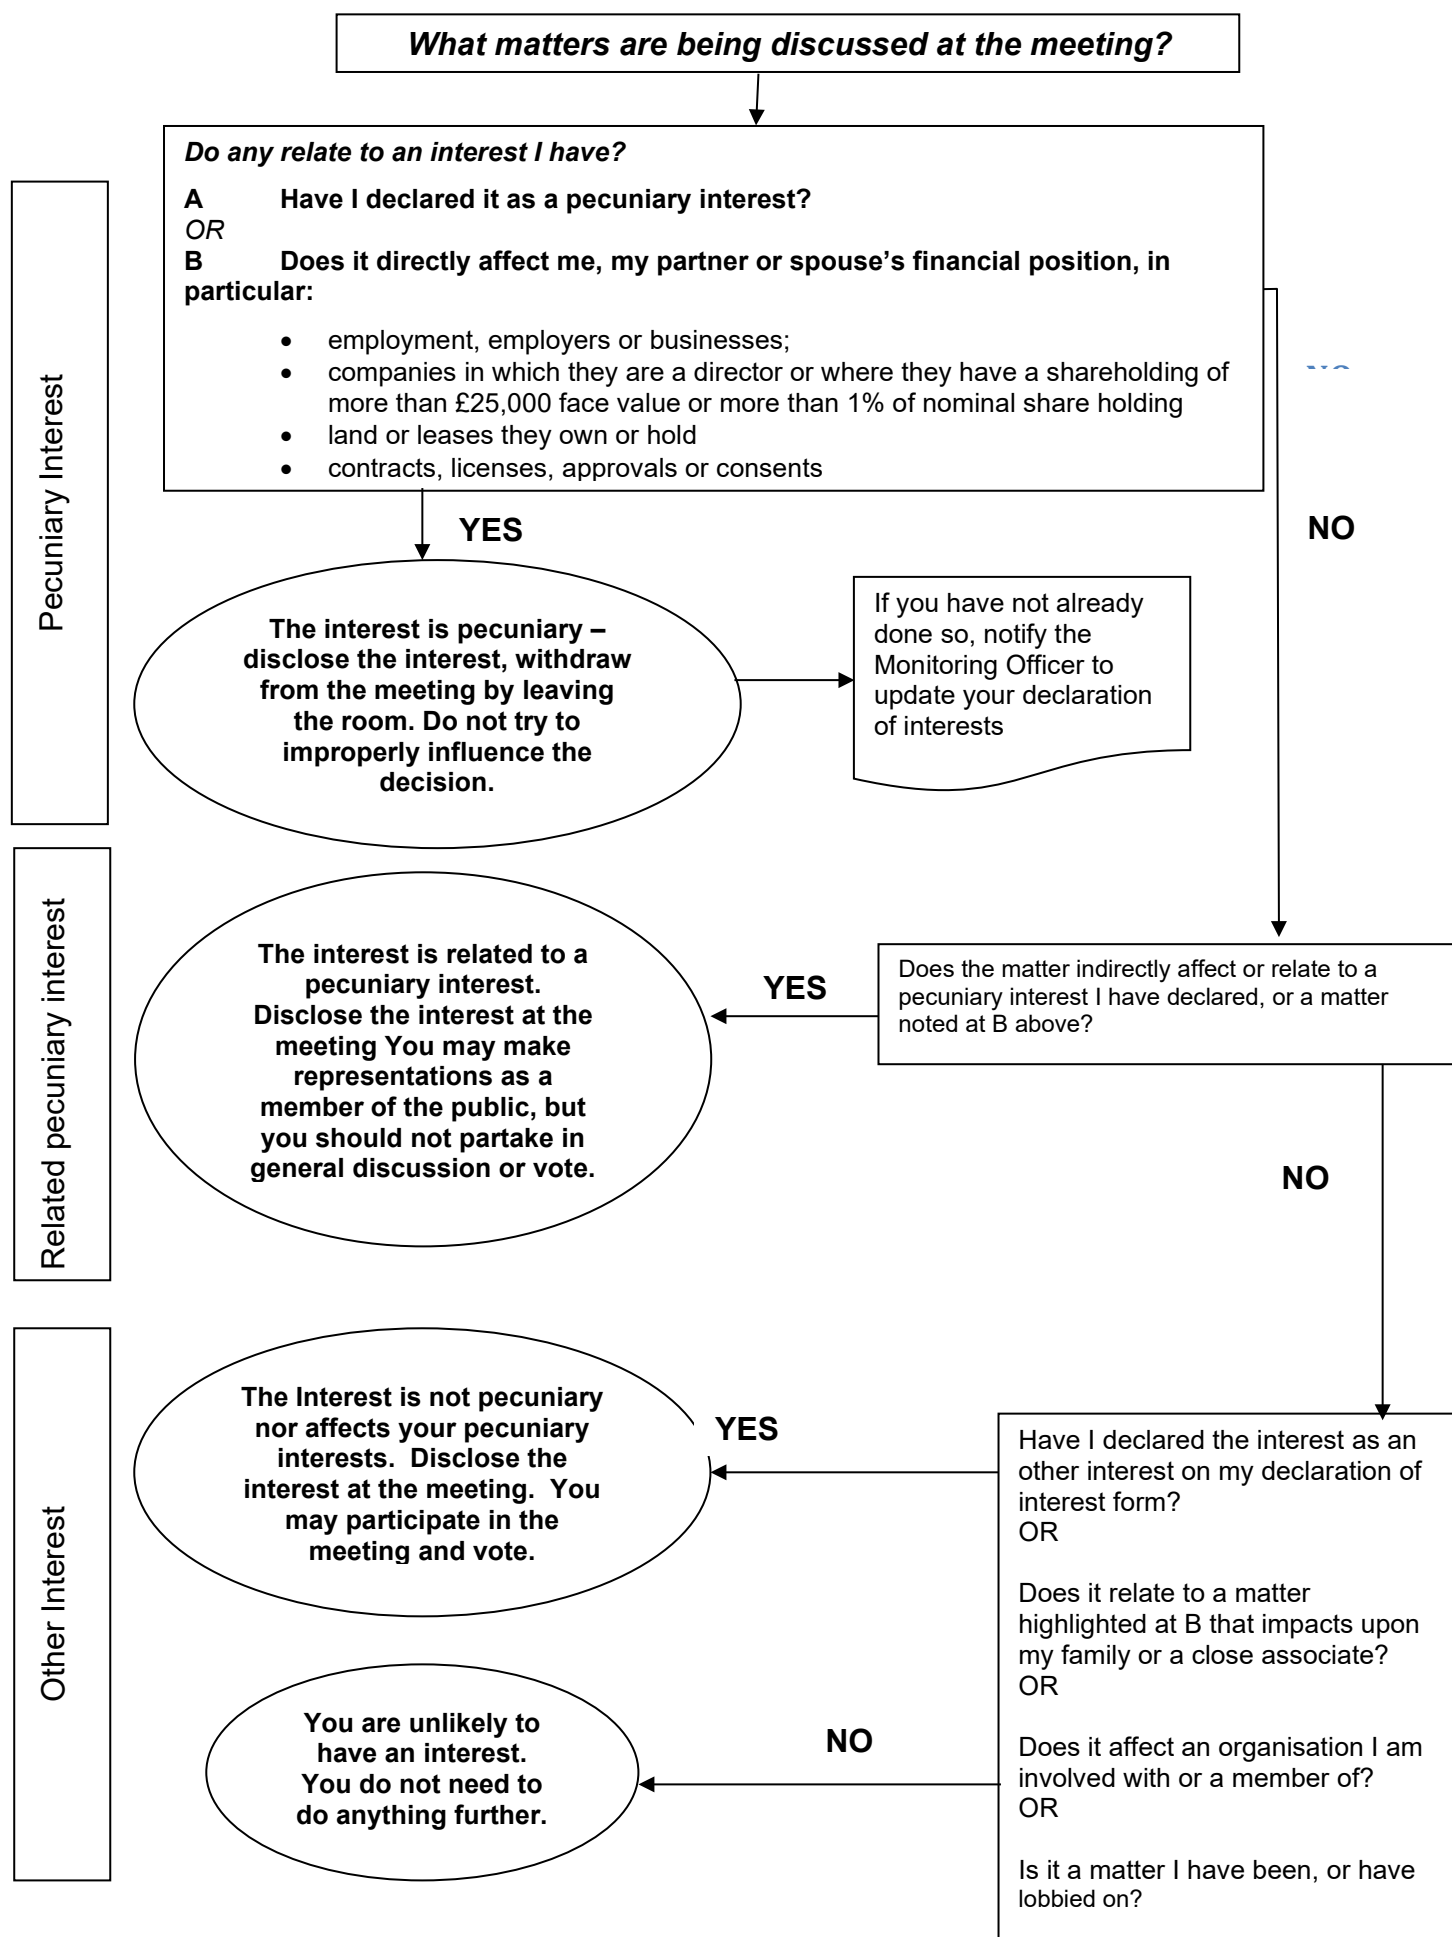 What matters are being discussed at the meeting?
Do any relate to an interest I have?
A Have I declared it as a pecuniary interest?
OR
B Does it directly affect me, my partner or spouse’s financial position, in
particular:
• employment, employers or businesses;
• companies in which they are a director or where they have a shareholding of
more than £25,000 face value or more than 1% of nominal share holding
• land or leases they own or hold
• contracts, licenses, approvals or consents
Pecuniary Interest
YES
NO
The interest is pecuniary –
disclose the interest, withdraw
from the meeting by leaving
the room. Do not try to
improperly influence the
decision.
If you have not already
done so, notify the
Monitoring Officer to
update your declaration
of interests
Related pecuniary interest
The interest is related to a
pecuniary interest.
Disclose the interest at the
meeting You may make
representations as a
member of the public, but
you should not partake in
general discussion or vote.
YES
Does the matter indirectly affect or relate to a
pecuniary interest I have declared, or a matter
noted at B above?
NO
Other Interest
The Interest is not pecuniary
nor affects your pecuniary
interests. Disclose the
interest at the meeting. You
may participate in the
meeting and vote.
YES
Have I declared the interest as an
other interest on my declaration of
interest form?
OR
Does it relate to a matter
highlighted at B that impacts upon
my family or a close associate?
OR
Does it affect an organisation I am
involved with or a member of?
OR
Is it a matter I have been, or have
lobbied on?
NO
You are unlikely to
have an interest.
You do not need to
do anything further.